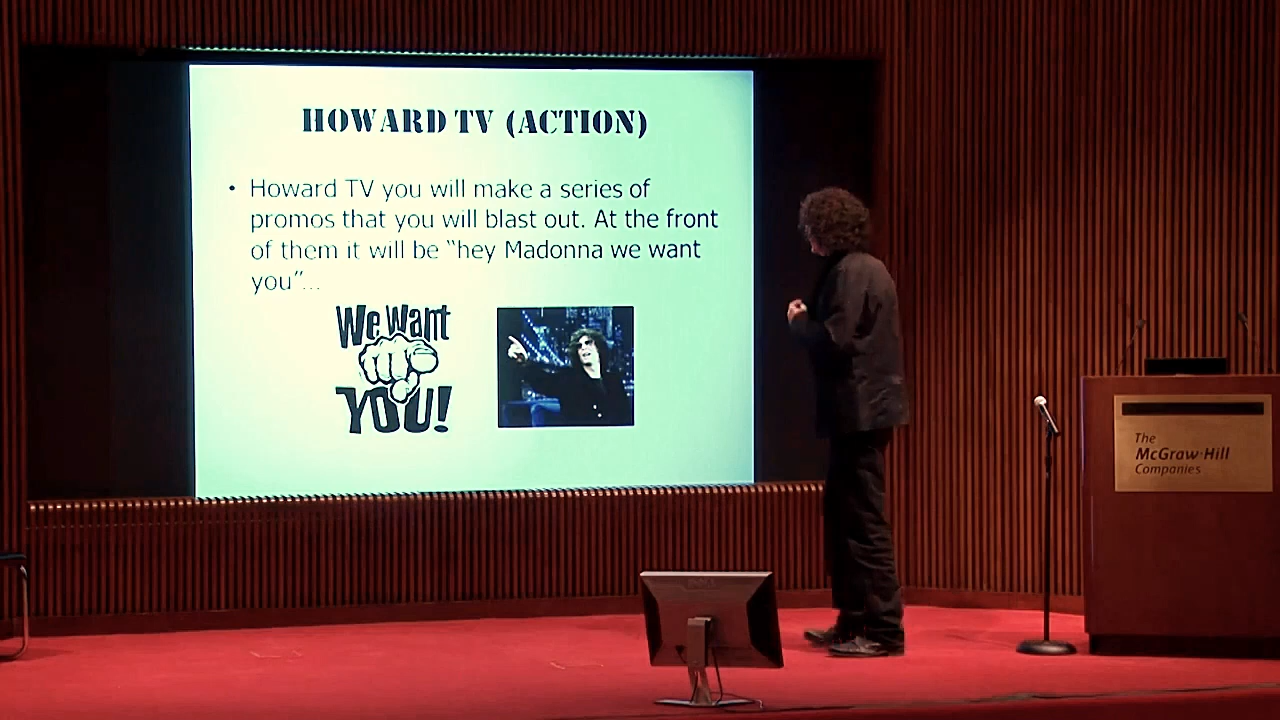 HOWARD TV (ACTION)
• Howard TV you will make a series of
promos that you will blast out. At the front
of them it will be “hey Madonna we want
you”...
We Want
YOU!
The
McGraw·Hill
Companies
DELL